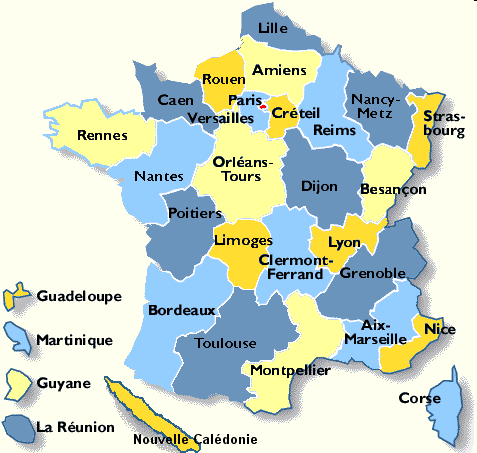 Lille
Amiens
Rouen
Caen
Paris
Versailles
Créteil
Reims
Nancy-
Metz
Stras-
bourg
Rennes
Nantes
Orléans-
Tours
Dijon
Besançon
Poitiers
Limoges
Clermont-
Ferrand
Lyon
Grenoble
Bordeaux
Toulouse
Montpellier
Aix-
Marseille
Nice
Corse
Guadeloupe
Martinique
Guyane
La Réunion
Nouvelle Calédonie